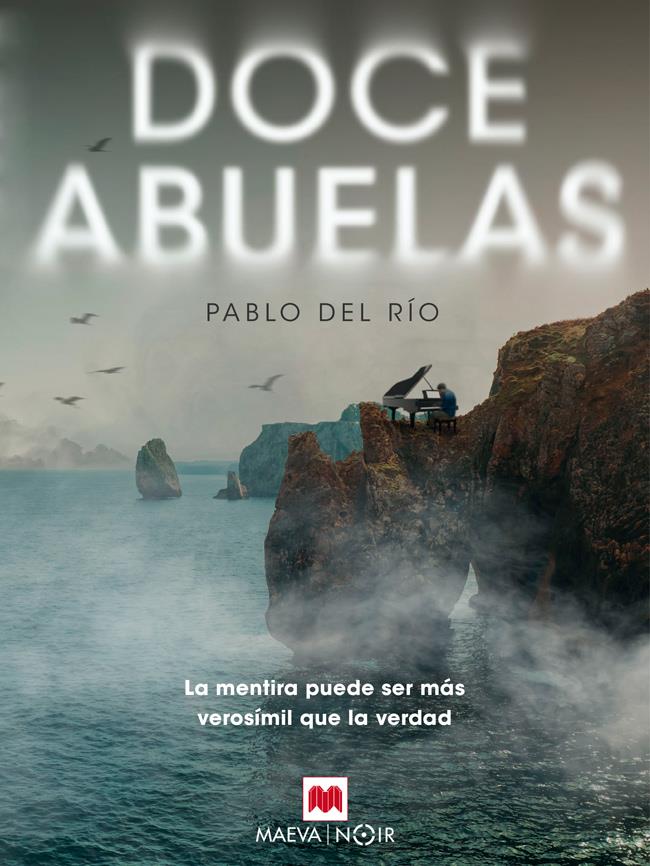 DOCE
ABUELAS
PABLO DEL RÍO
La mentira puede ser más
verosímil que la verdad
MAEVA | NOIR